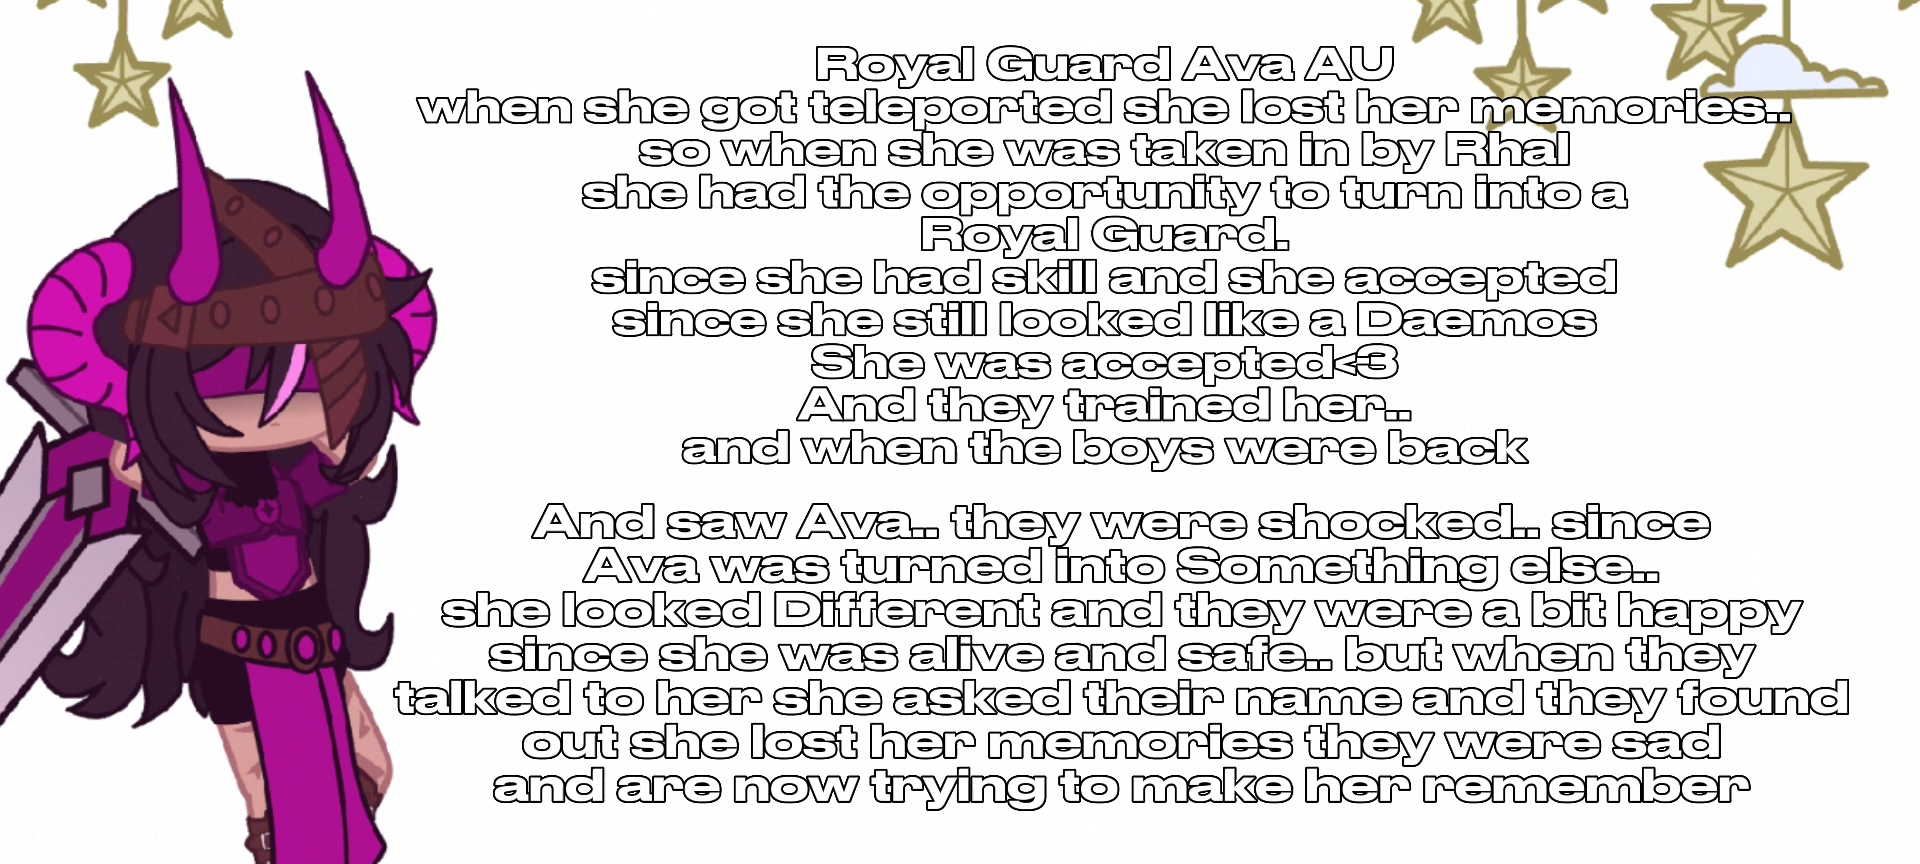 Royal Guard Ava AU
when she got teleported she lost her memories..
so when she was taken in by Rhal
she had the opportunity to turn into a
Royal Guard.
since she had skill and she accepted
since she still looked like a Daemos
She was accepted<3
And they trained her..
and when the boys were back
And saw Ava.. they were shocked.. since
Ava was turned into Something else..
she looked Different and they were a bit happy
since she was alive and safe.. but when they
talked to her she asked their name and they found
out she lost her memories they were sad
and are now trying to make her remember